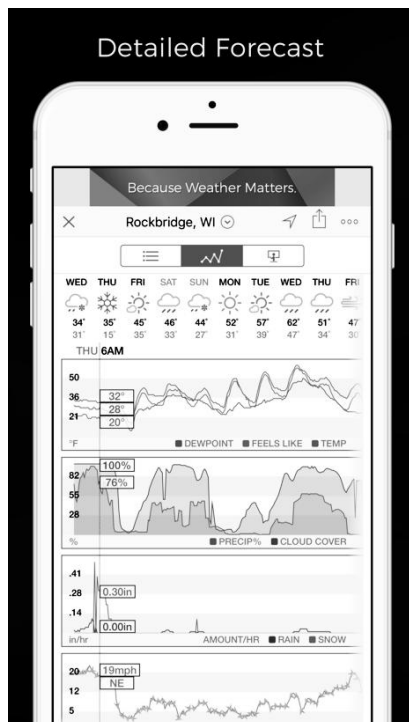 Detailed Forecast
Because Weather Matters.
Rockbridge, WI
WED THU FRI SAT SUN MON TUE WED THU FRI
34° 35° 45° 46° 44° 52° 57° 62° 51° 47
31° 15° 35° 33° 27° 31° 39° 47° 34° 30
THU 6AM
50
36 32°
28°
21 20°
°F DEWPOINT FEELS LIKE TEMP
100%
82 76%
55
28
% PRECIP% CLOUD COVER
.41
.28 0.30in
.14
0.00in
in/hr AMOUNT/HR RAIN SNOW
20 19mph
NE
12
5